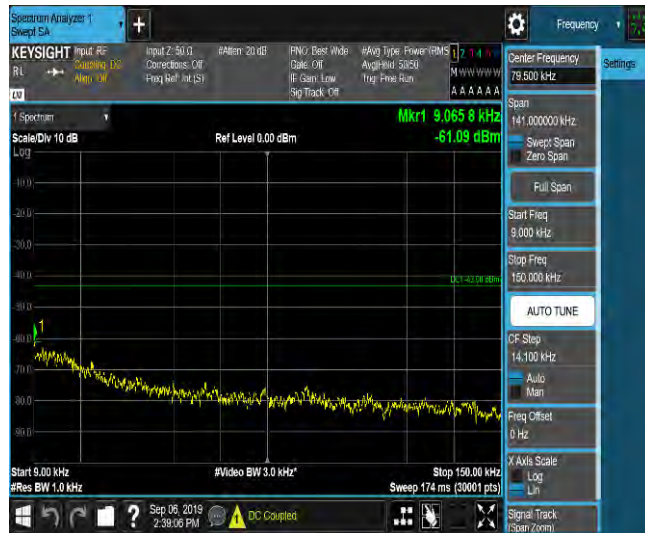 Spectrum Analyzer 1
Swept SA
+
Frequency
KEYSIGHT
RL
Input: RF
Coupling: DC
Align: Off
Input Z: 50 Ω
Corrections: Off
Freq Ref: Int (S)
#Atten: 20 dB
PNO: Best Wide
Gate: Off
IF Gain: Low
Sig Track: Off
#Avg Type: Power (RMS
Avg|Hold: 50/50
Trig: Free Run
M W W W W W
A A A A A A
LXI
1 Spectrum
Scale/Div 10 dB
Log
Ref Level 0.00 dBm
Mkr1 9.065 8 kHz
-61.09 dBm
-10.0
-20.0
-30.0
-40.0
-50.0
-60.0
-70.0
-80.0
-90.0
1
Start 9.00 kHz
#Res BW 1.0 kHz
#Video BW 3.0 kHz*
Stop 150.00 kHz
Sweep 174 ms (30001 pts)
Center Frequency
79.500 kHz
Settings
Span
141.000000 kHz
Swept Span
Zero Span
Full Span
Start Freq
9.000 kHz
Stop Freq
150.000 kHz
AUTO TUNE
CF Step
14.100 kHz
Auto
Man
Freq Offset
0 Hz
X Axis Scale
Log
Lin
Signal Track
(Span Zoom)
?
Sep 06, 2019
2:39:06 PM
DC Coupled